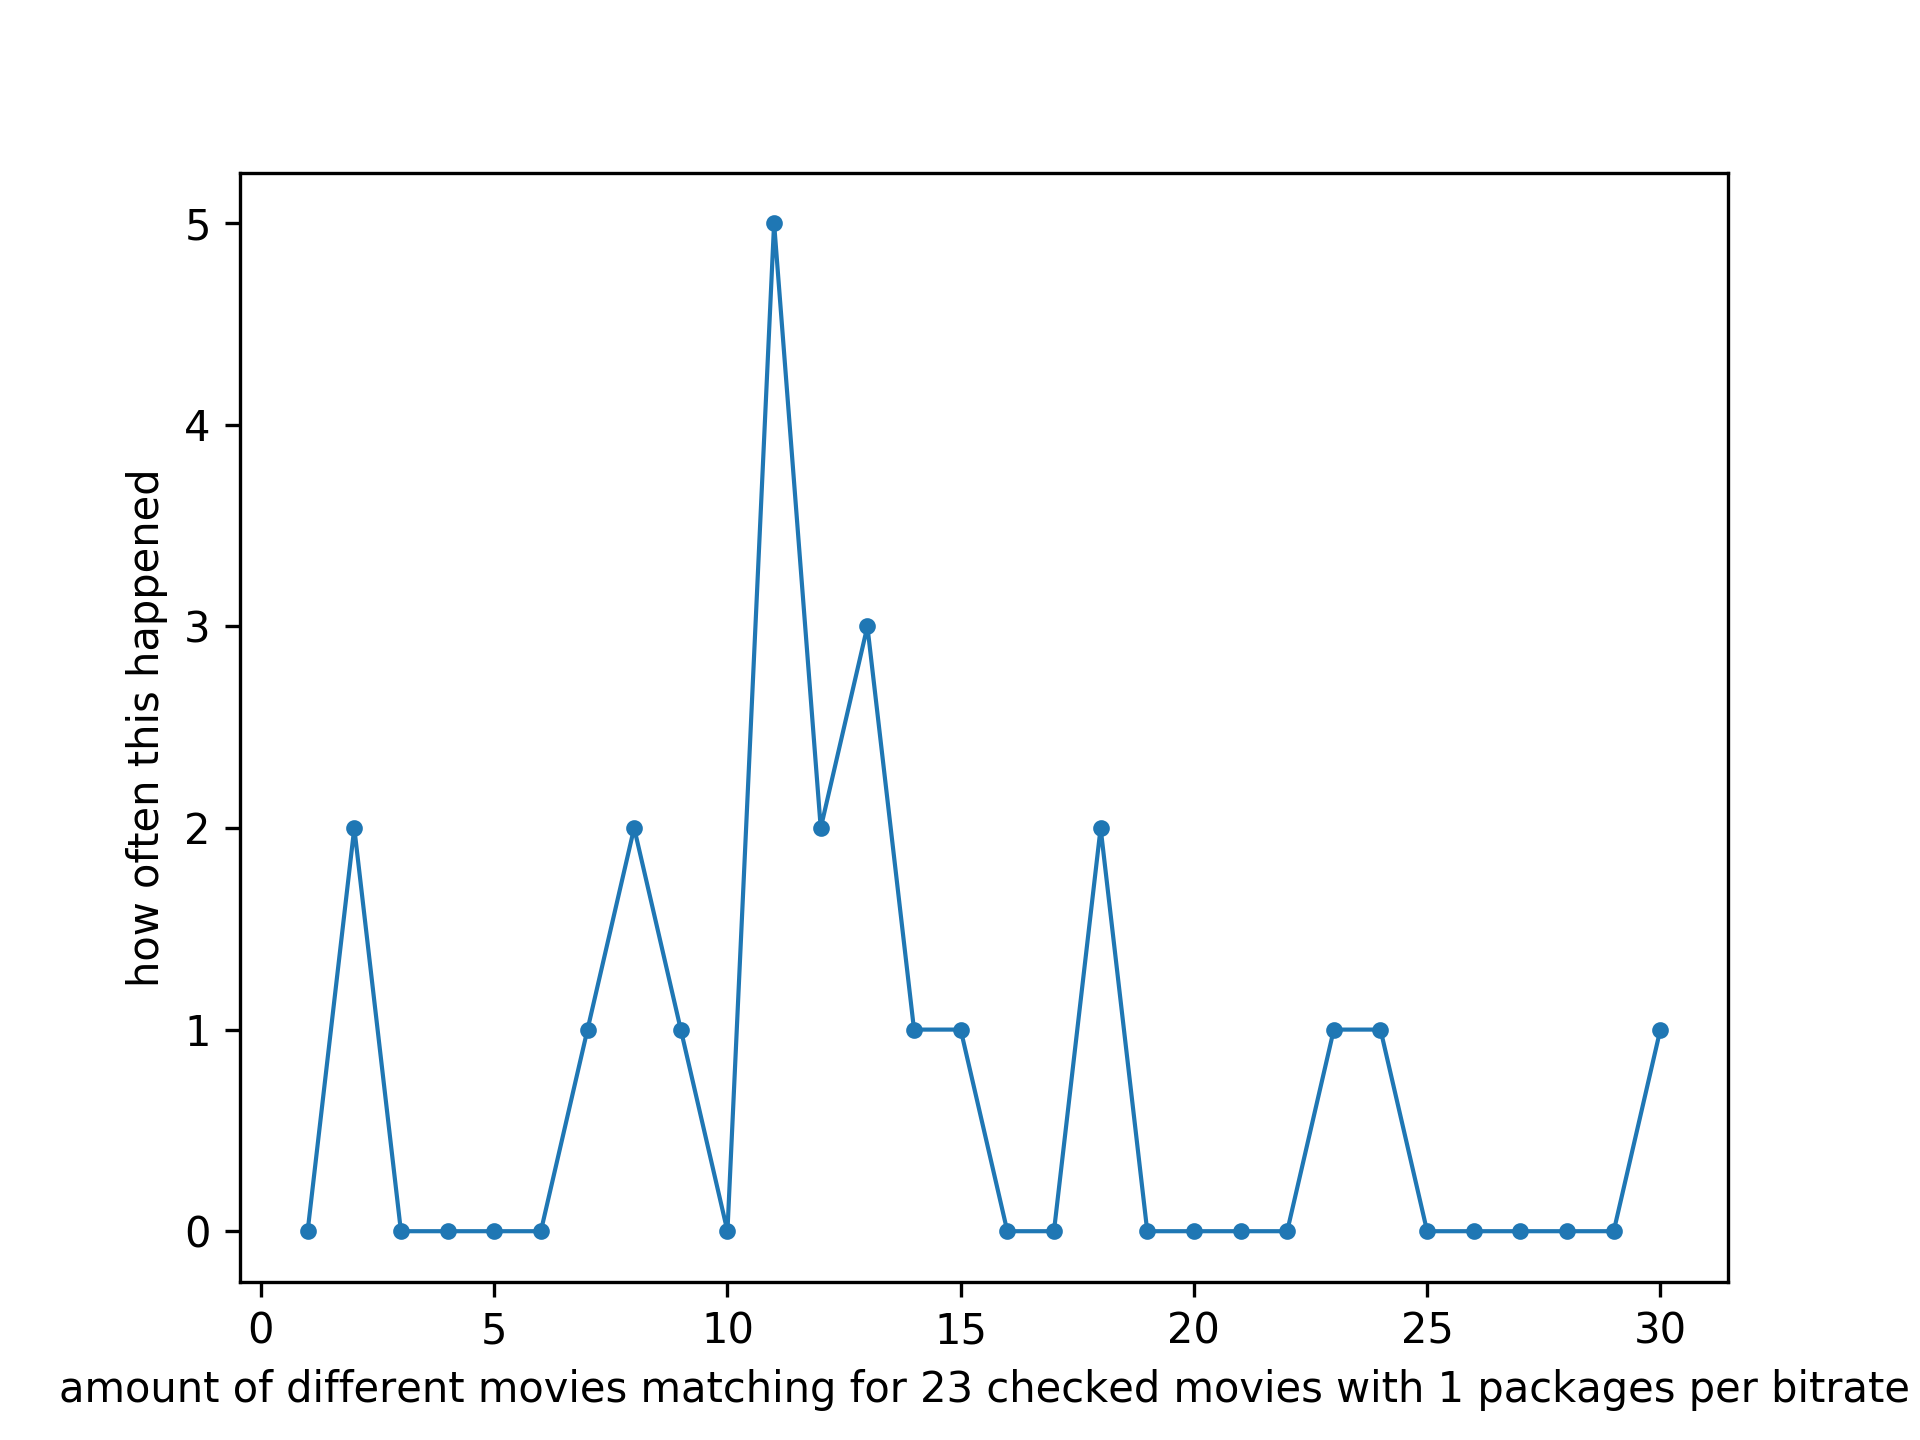 how often this happened
5
4
3
2
1
0
0 5 10 15 20 25 30
amount of different movies matching for 23 checked movies with 1 packages per bitrate